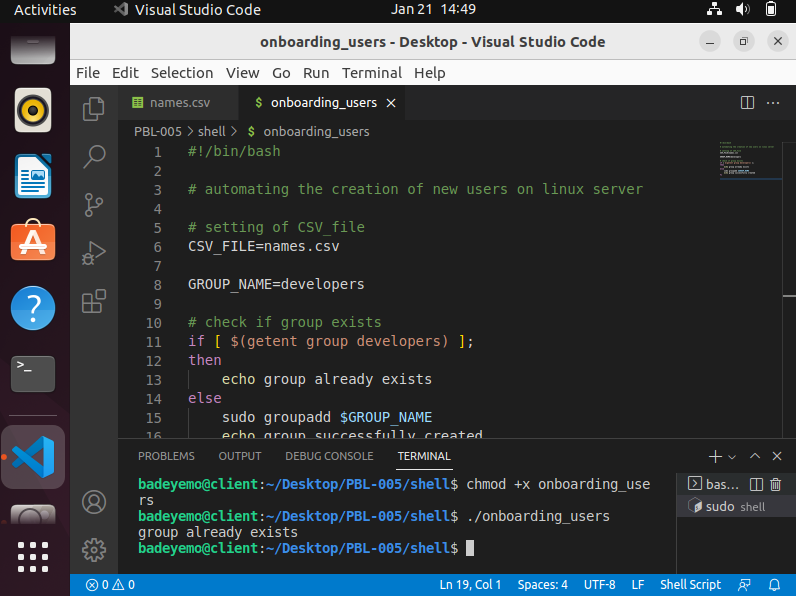 Activities
Visual Studio Code
Jan 21 14:49
onboarding_users - Desktop - Visual Studio Code
File Edit Selection View Go Run Terminal Help
names.csv
$ onboarding_users
PBL-005 > shell > $ onboarding_users
1 #!/bin/bash
2
3 # automating the creation of new users on linux server
4
5 # setting of CSV_file
6 CSV_FILE=names.csv
7
8 GROUP_NAME=developers
9
10 # check if group exists
11 if [ $(getent group developers) ];
12 then
13 echo group already exists
14 else
15 sudo groupadd $GROUP_NAME
16 echo group successfully created
PROBLEMS OUTPUT DEBUG CONSOLE TERMINAL
badeyemo@client:~/Desktop/PBL-005/shell$ chmod +x onboarding_use
rs
badeyemo@client:~/Desktop/PBL-005/shell$ ./onboarding_users
group already exists
badeyemo@client:~/Desktop/PBL-005/shell$
bas...
sudo shell
0 0
Ln 19, Col 1 Spaces: 4 UTF-8 LF Shell Script